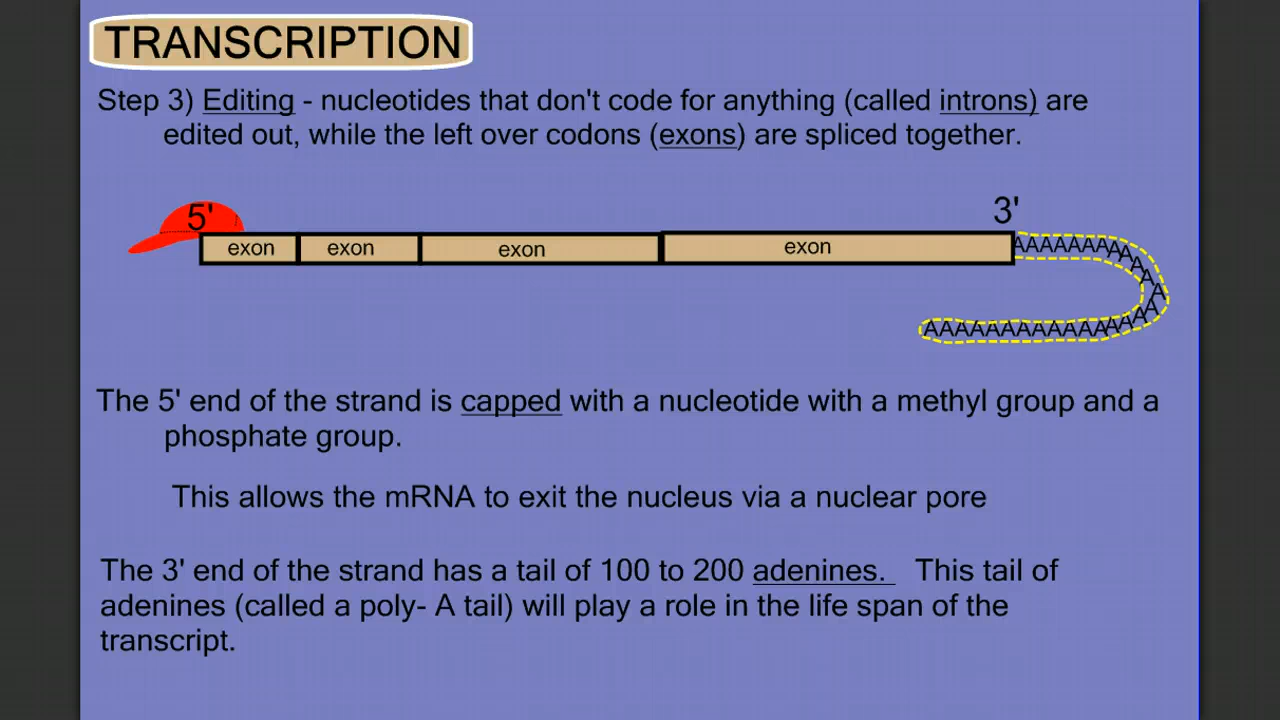 TRANSCRIPTION
Step 3) Editing - nucleotides that don't code for anything (called introns) are
edited out, while the left over codons (exons) are spliced together.
5'
3'
exon exon exon exon
AAAAAAAAAAAAAAAAAAAAAAAAAAAAA
The 5' end of the strand is capped with a nucleotide with a methyl group and a
phosphate group.
This allows the mRNA to exit the nucleus via a nuclear pore
The 3' end of the strand has a tail of 100 to 200 adenines. This tail of
adenines (called a poly- A tail) will play a role in the life span of the
transcript.